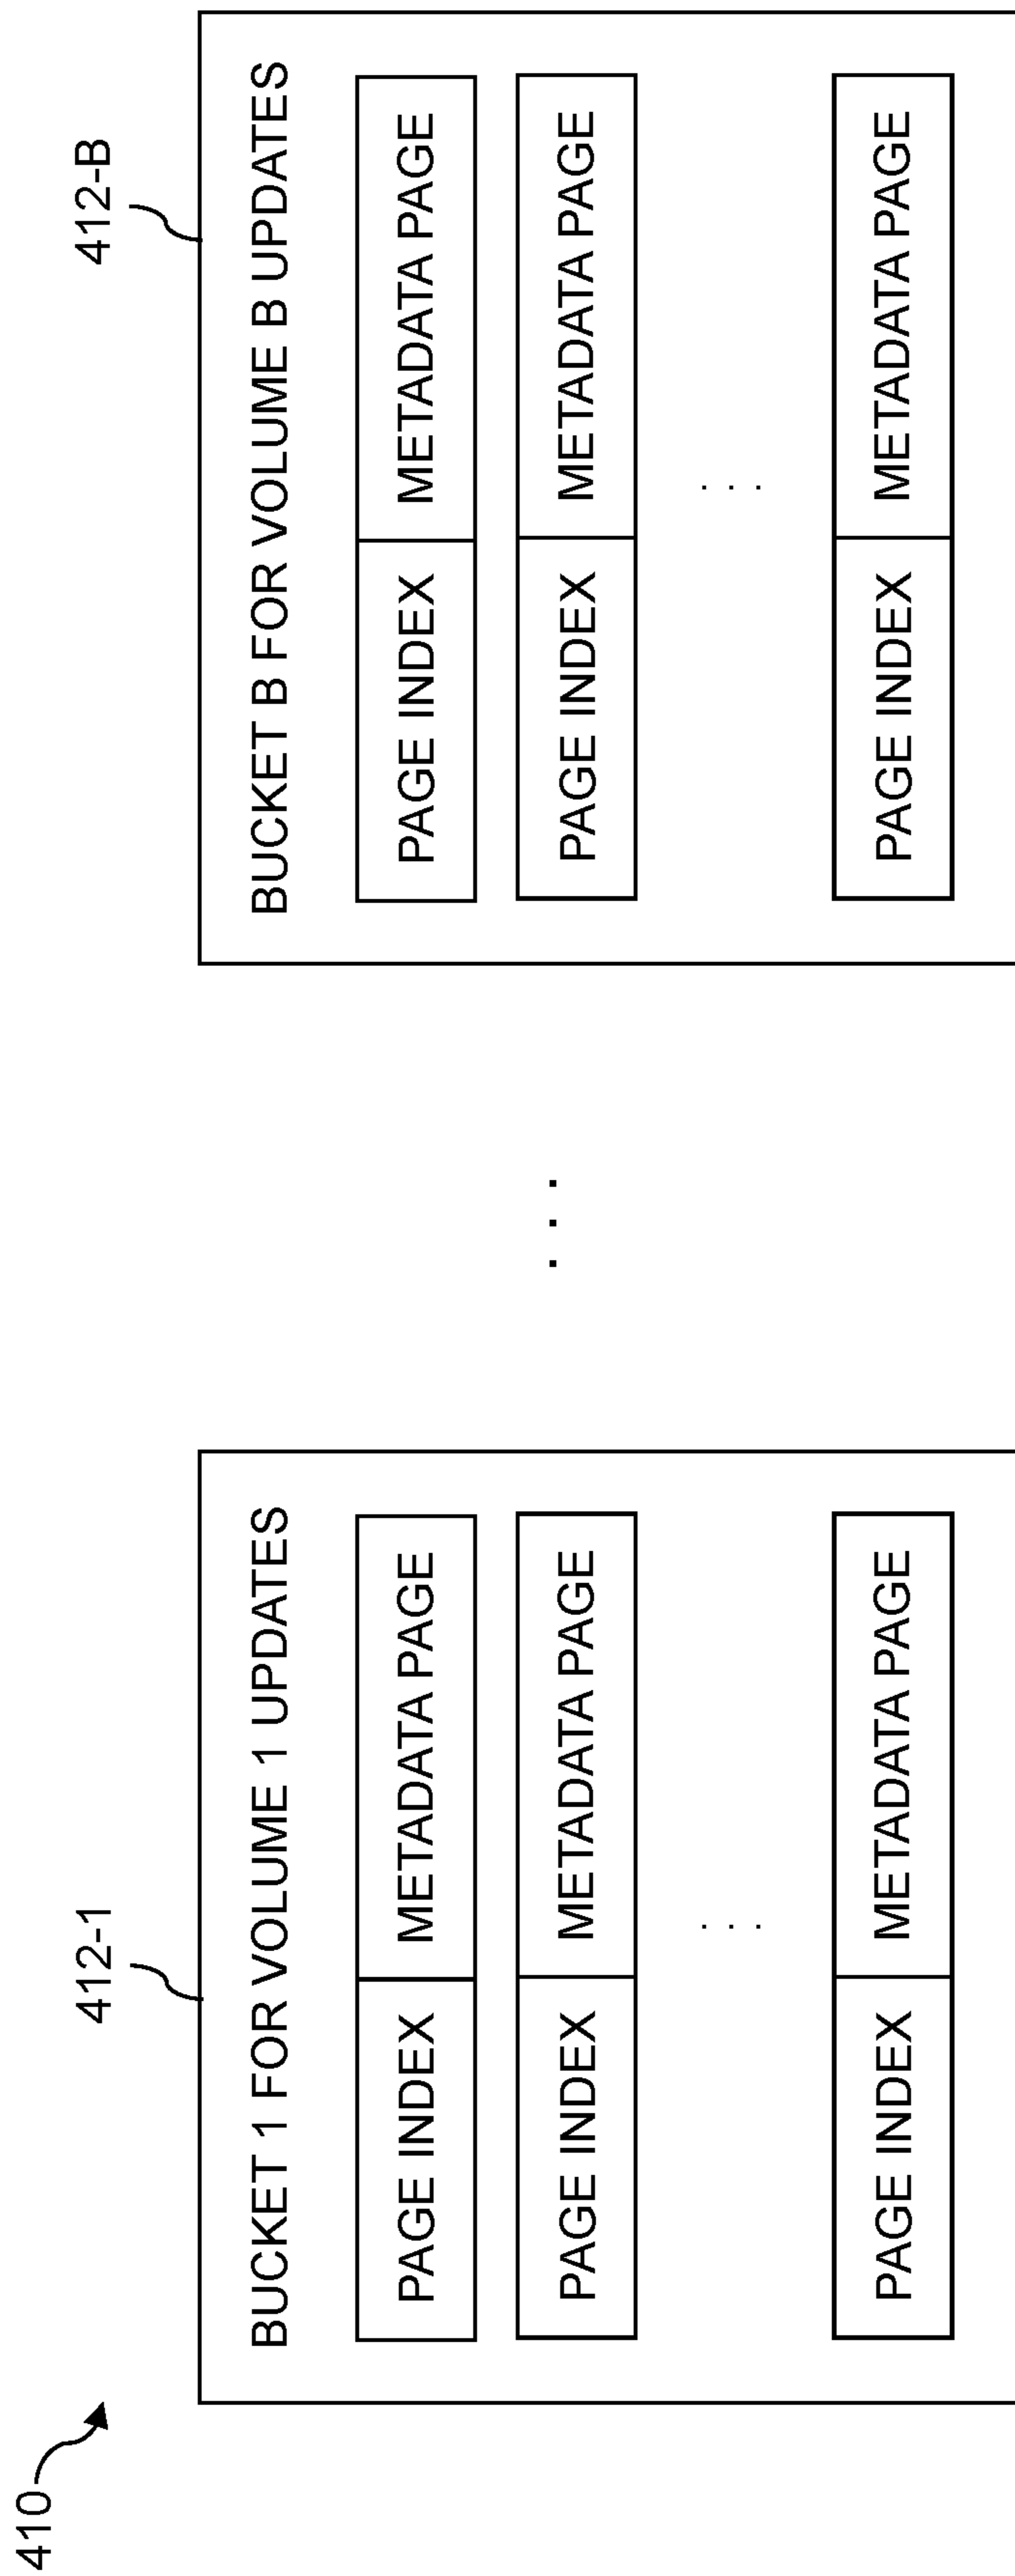 410
412-1
BUCKET 1 FOR VOLUME 1 UPDATES
PAGE INDEX METADATA PAGE
PAGE INDEX METADATA PAGE
. . .
PAGE INDEX METADATA PAGE
. . .
412-B
BUCKET B FOR VOLUME B UPDATES
PAGE INDEX METADATA PAGE
PAGE INDEX METADATA PAGE
. . .
PAGE INDEX METADATA PAGE